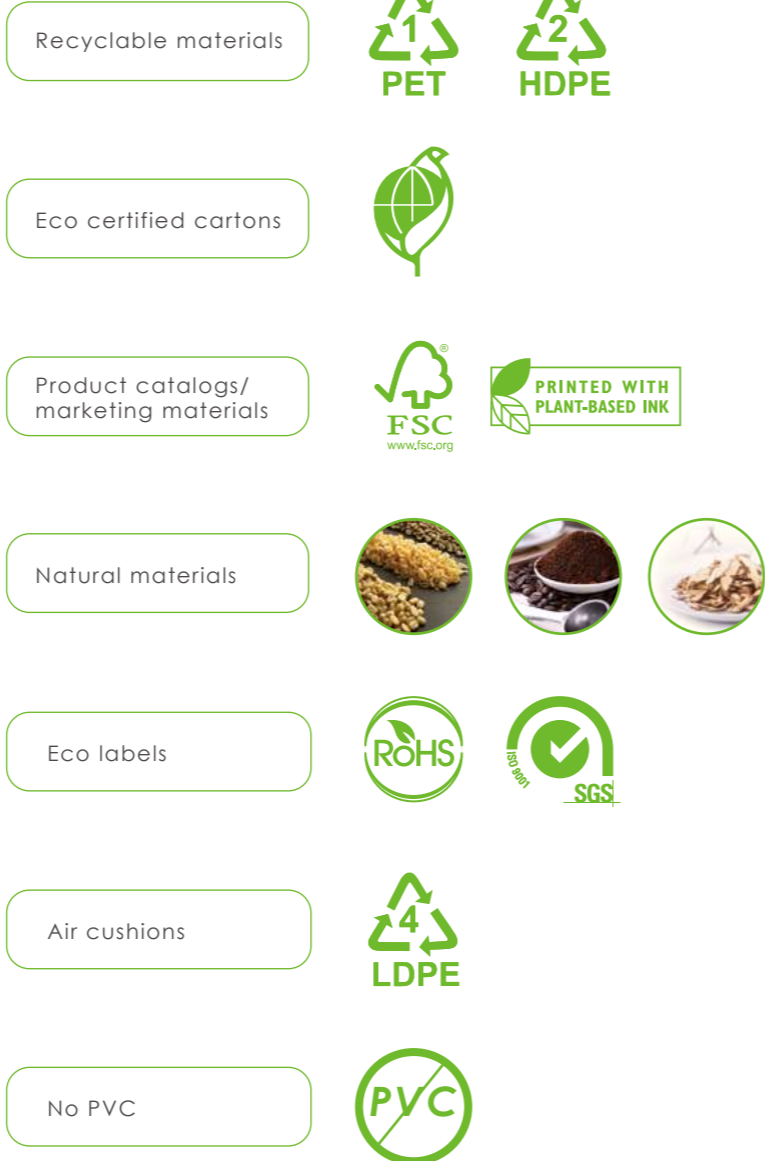 Recyclable materials
1
PET
2
HDPE
Eco certified cartons
Product catalogs/
marketing materials
®
FSC
www.fsc.org
PRINTED WITH
PLANT-BASED INK
Natural materials
Eco labels
RoHS
ISO 9001
SGS
Air cushions
4
LDPE
No PVC
PVC